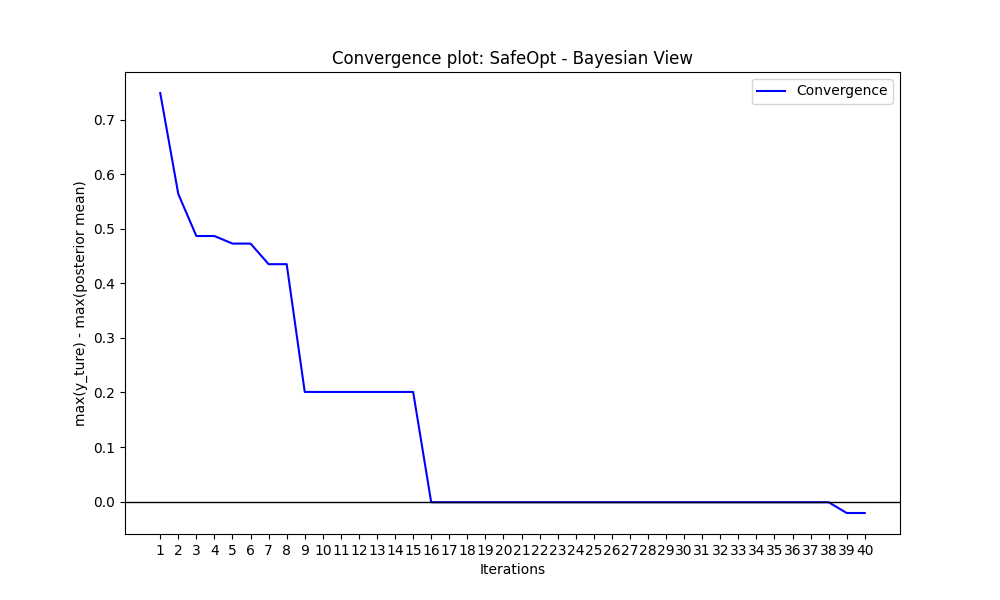 Convergence plot: SafeOpt - Bayesian View
Convergence
max(y_ture) - max(posterior mean)
0.7
0.6
0.5
0.4
0.3
0.2
0.1
0.0
1 2 3 4 5 6 7 8 9 10 11 12 13 14 15 16 17 18 19 20 21 22 23 24 25 26 27 28 29 30 31 32 33 34 35 36 37 38 39 40
Iterations